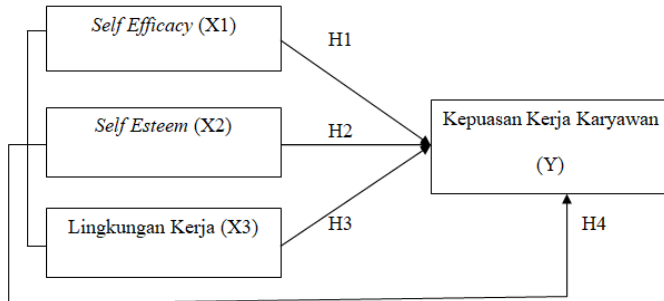 Self Efficacy (X1)
H1
Self Esteem (X2)
H2
Kepuasan Kerja Karyawan
(Y)
Lingkungan Kerja (X3)
H3
H4